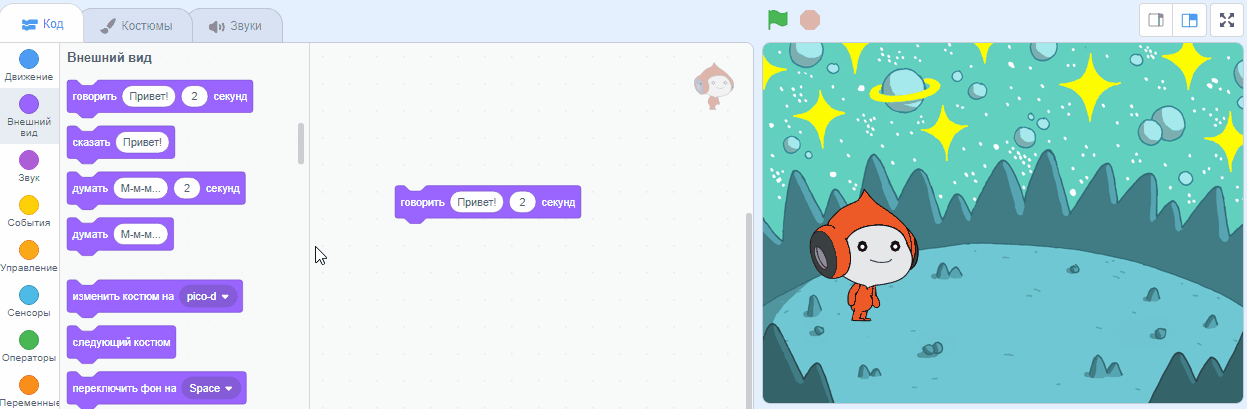 Код
Костюмы
Звуки
Движение
Внешний
вид
Звук
События
Управление
Сенсоры
Операторы
Переменные
Внешний вид
говорить Привет! 2 секунд
сказать Привет!
думать М-м-м... 2 секунд
думать М-м-м...
изменить костюм на pico-d
следующий костюм
переключить фон на Space
говорить Привет! 2 секунд